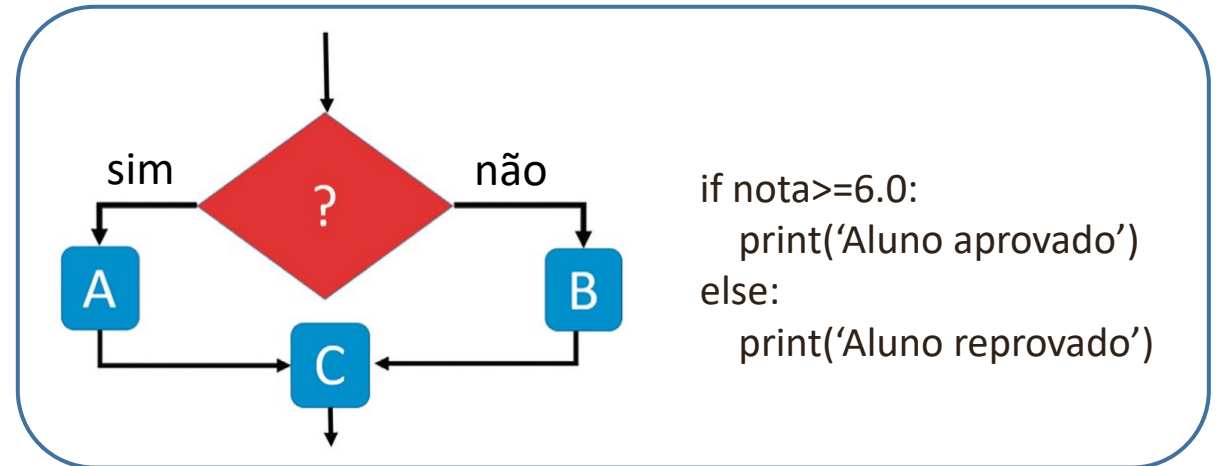 sim
?
não
A
B
C
if nota>=6.0:
print(‘Aluno aprovado’)
else:
print(‘Aluno reprovado’)